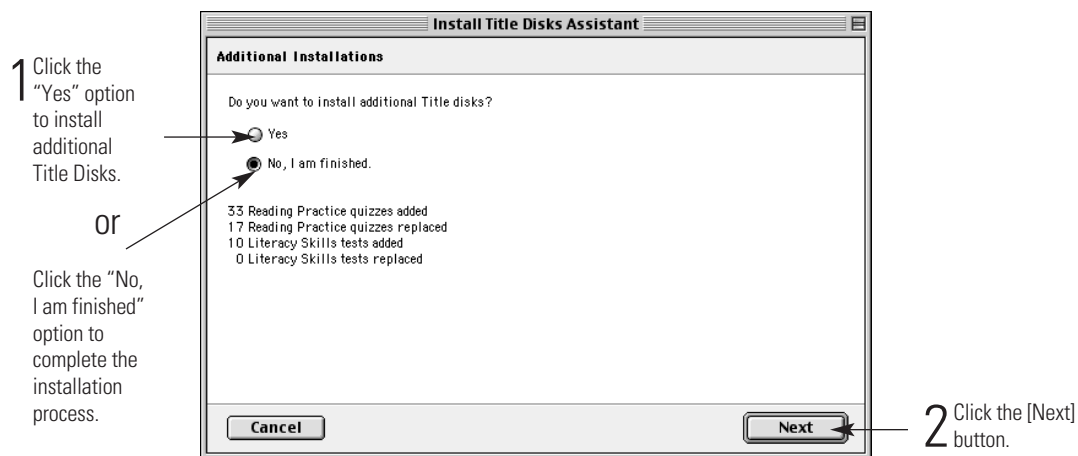 Install Title Disks Assistant
Additional Installations
1 Click the
"Yes" option
to install
additional
Title Disks.
or
Click the "No,
I am finished"
option to
complete the
installation
process.
Do you want to install additional Title disks?
Yes
No, I am finished.
33 Reading Practice quizzes added
17 Reading Practice quizzes replaced
10 Literacy Skills tests added
0 Literacy Skills tests replaced
Cancel
Next
2 Click the [Next]
button.